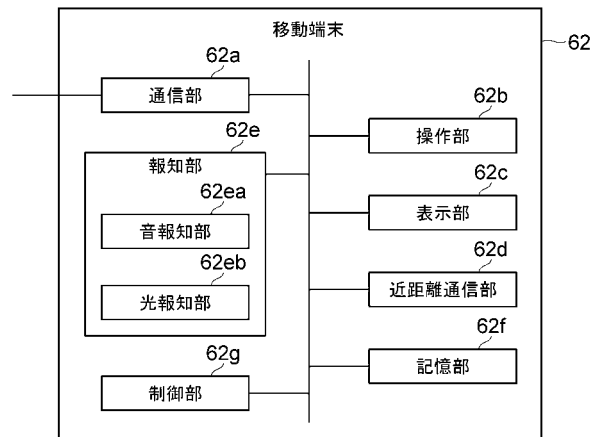 移動端末
62
62a
通信部
62b
操作部
62e
報知部
62c
表示部
62ea
音報知部
62d
近距離通信部
62eb
光報知部
62f
記憶部
62g
制御部